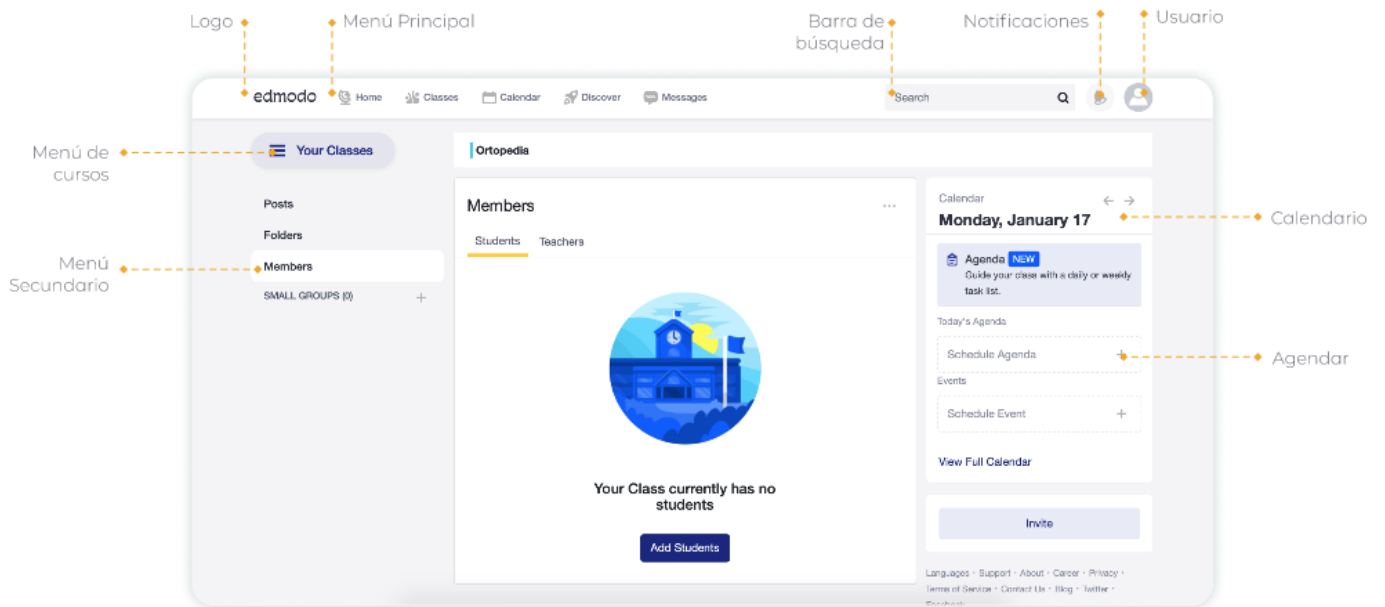 Logo
Menú Principal
Barra de
búsqueda
Notificaciones
Usuario
edmodo
Home
Classes
Calendar
Discover
Messages
Search
Menú de
cursos
Your Classes
Ortopedia
Posts
Folders
Menú
Secundario
Members
SMALL GROUPS (0)
+
Members
...
Students
Teachers
Your Class currently has no
students
Add Students
Calendar
← →
Monday, January 17
Calendario
Agenda NEW
Guide your class with a daily or weekly
task list.
Today's Agenda
Schedule Agenda +
Agendar
Events
Schedule Event +
View Full Calendar
Invite
Languages · Support · About · Career · Privacy ·
Terms of Service · Contact Us · Blog · Twitter ·